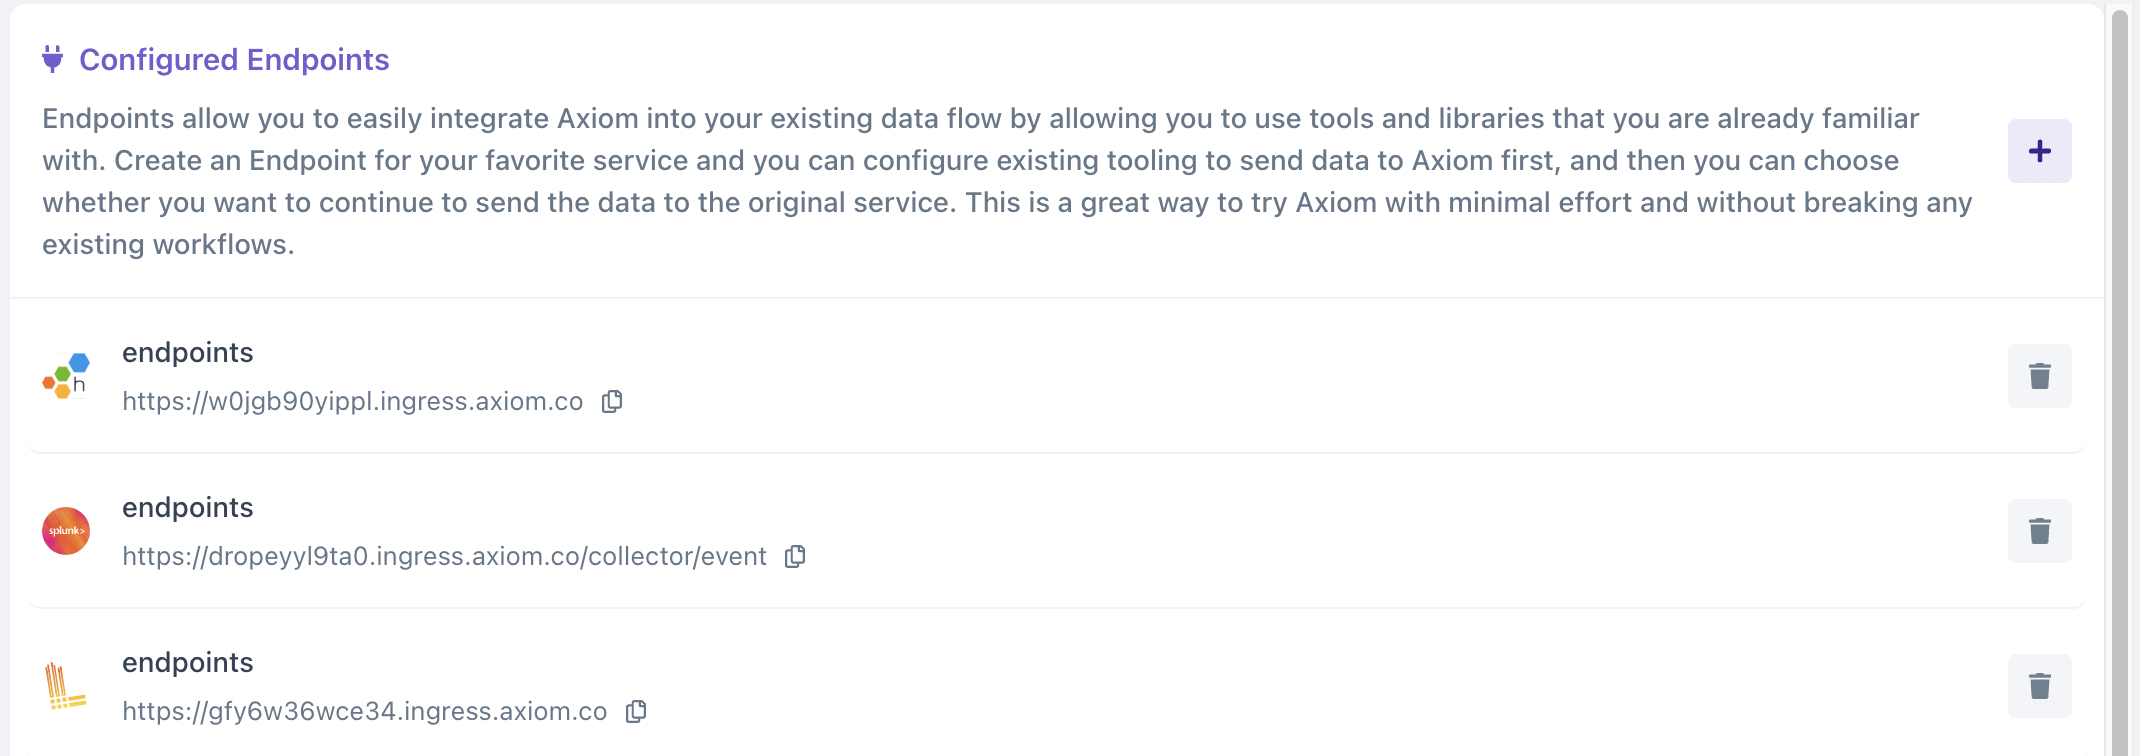 Configured Endpoints
Endpoints allow you to easily integrate Axiom into your existing data flow by allowing you to use tools and libraries that you are already familiar
with. Create an Endpoint for your favorite service and you can configure existing tooling to send data to Axiom first, and then you can choose
whether you want to continue to send the data to the original service. This is a great way to try Axiom with minimal effort and without breaking any
existing workflows.
h
endpoints
https://w0jgb90yippl.ingress.axiom.co
splunk>
endpoints
https://dropeyyl9ta0.ingress.axiom.co/collector/event
endpoints
https://gfy6w36wce34.ingress.axiom.co